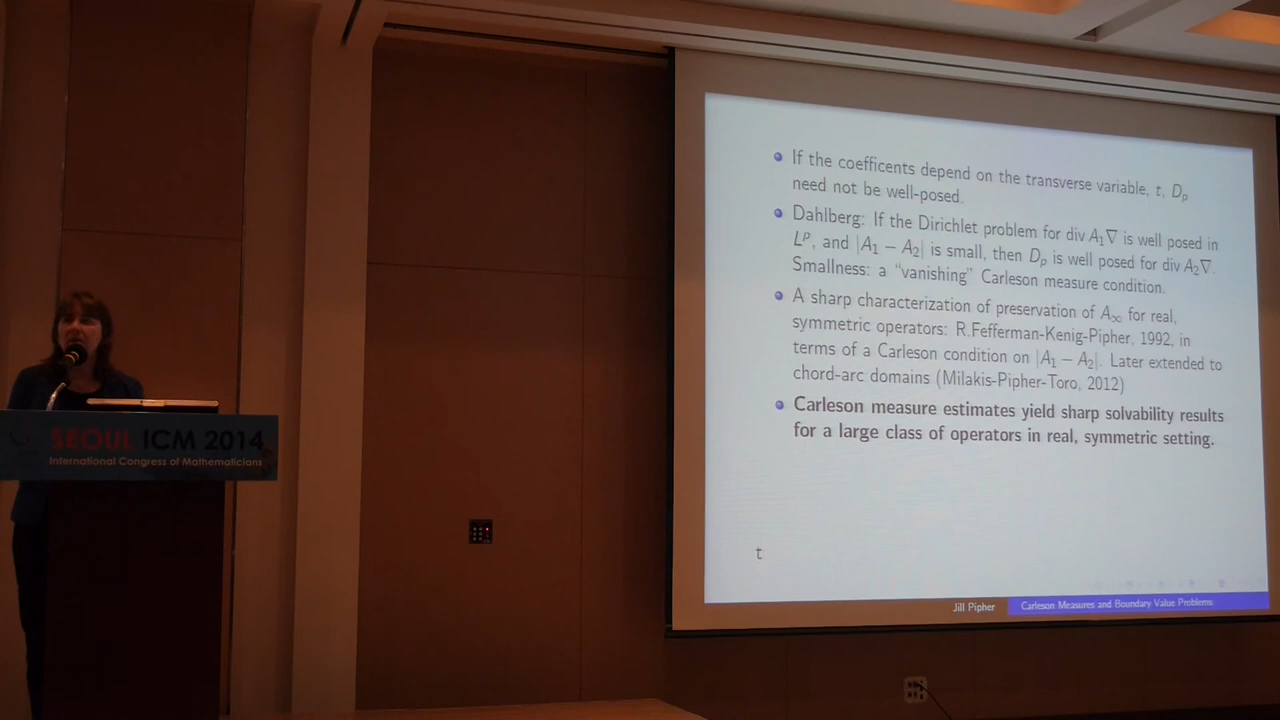 SEOUL ICM 2014
International Congress of Mathematicians
If the coefficents depend on the transverse variable, t, Dₚ
need not be well-posed.
Dahlberg: If the Dirichlet problem for div A₁∇ is well posed in
Lᵖ, and |A₁ − A₂| is small, then Dₚ is well posed for div A₂∇.
Smallness: a “vanishing” Carleson measure condition.
A sharp characterization of preservation of A∞ for real,
symmetric operators: R.Fefferman-Kenig-Pipher, 1992, in
terms of a Carleson condition on |A₁ − A₂|. Later extended to
chord-arc domains (Milakis-Pipher-Toro, 2012)
Carleson measure estimates yield sharp solvability results
for a large class of operators in real, symmetric setting.
t
Jill Pipher
Carleson Measures and Boundary Value Problems